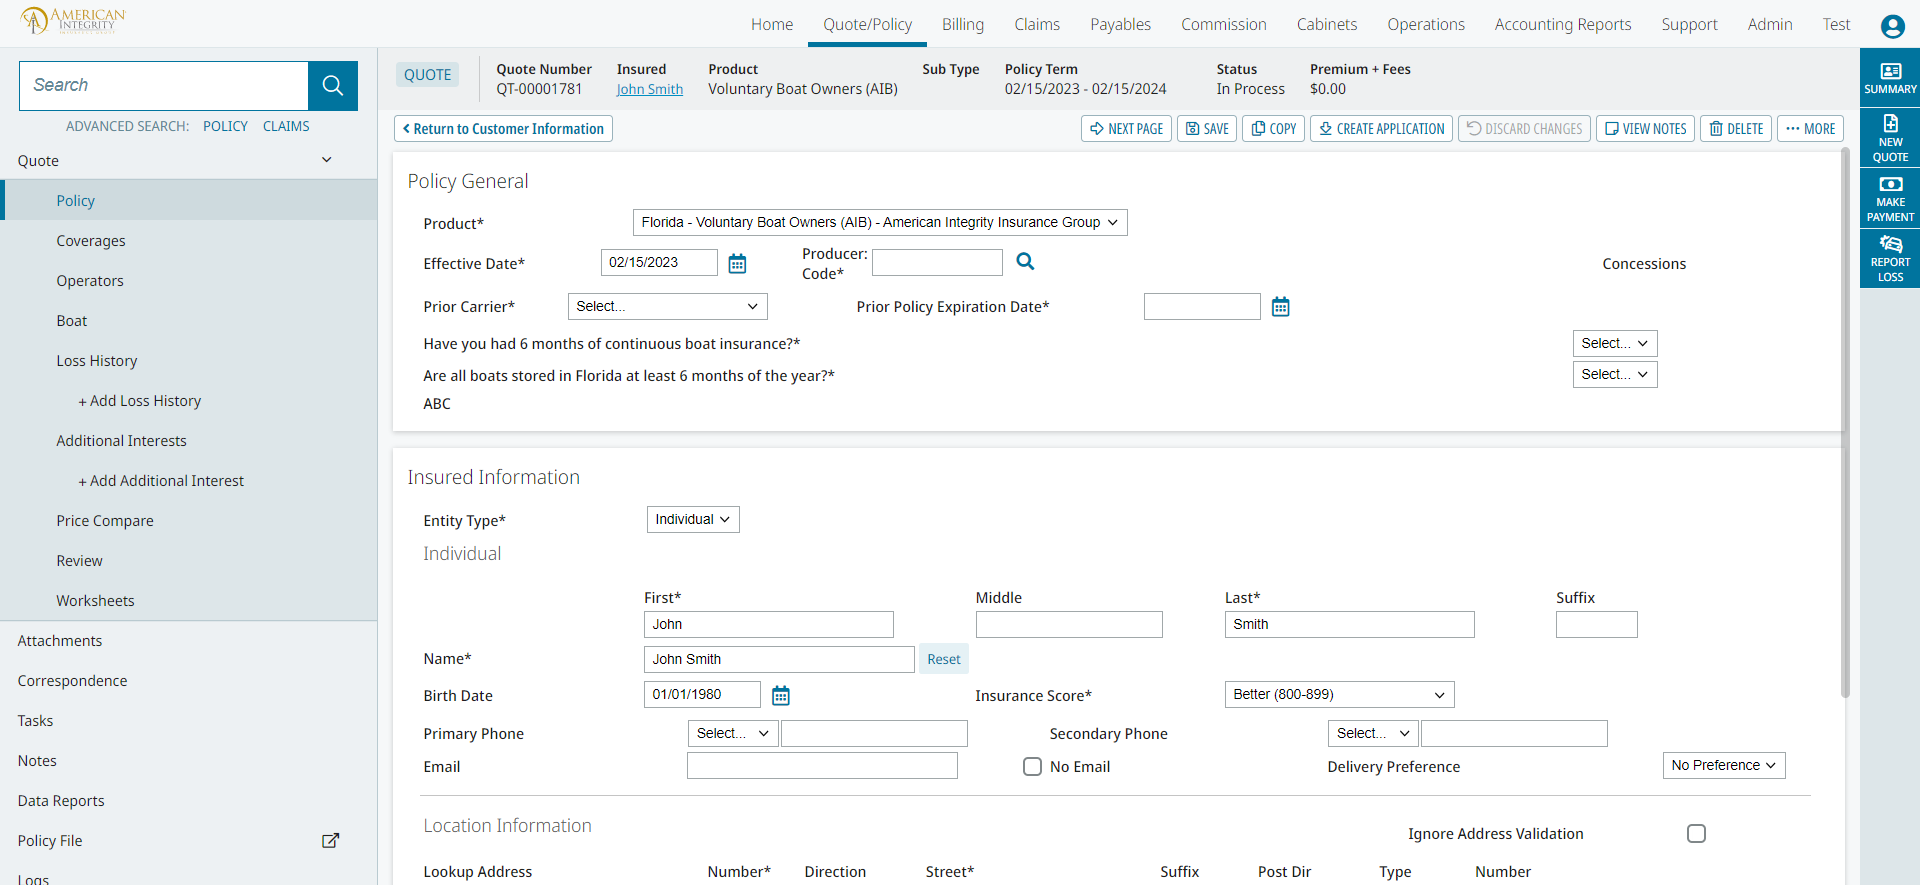 AMERICAN
INTEGRITY
Home Quote/Policy Billing Claims Payables Commission Cabinets Operations Accounting Reports Support Admin Test
Search
ADVANCED SEARCH: POLICY CLAIMS
Quote
Policy
Coverages
Operators
Boat
Loss History
+ Add Loss History
Additional Interests
+ Add Additional Interest
Price Compare
Review
Worksheets
Attachments
Correspondence
Tasks
Notes
Data Reports
Policy File
Logs
QUOTE
Quote Number Insured Product Sub Type Policy Term Status Premium + Fees
QT-00001781 John Smith Voluntary Boat Owners (AIB) 02/15/2023 - 02/15/2024 In Process $0.00
Return to Customer Information NEXT PAGE SAVE COPY CREATE APPLICATION DISCARD CHANGES VIEW NOTES DELETE MORE
Policy General
Product* Florida - Voluntary Boat Owners (AIB) - American Integrity Insurance Group
Effective Date* 02/15/2023 Producer: Code* Concessions
Prior Carrier* Select... Prior Policy Expiration Date*
Have you had 6 months of continuous boat insurance?* Select...
Are all boats stored in Florida at least 6 months of the year?* Select...
ABC
Insured Information
Entity Type* Individual
Individual
First* Middle Last* Suffix
John Smith
Name* John Smith Reset
Birth Date 01/01/1980 Insurance Score* Better (800-899)
Primary Phone Select... Secondary Phone Select...
Email No Email Delivery Preference No Preference
Location Information
Ignore Address Validation
Lookup Address Number* Direction Street* Suffix Post Dir Type Number
SUMMARY
NEW
QUOTE
MAKE
PAYMENT
REPORT
LOSS